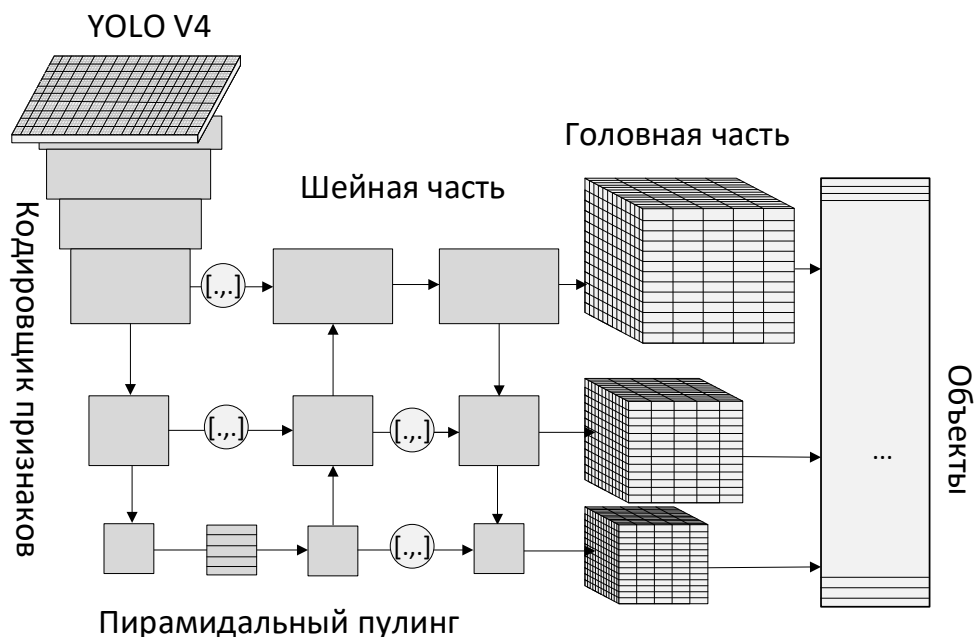 YOLO V4
Головная часть
Шейная часть
Кодировщик признаков
[.,.]
[.,.]
[.,.]
[.,.]
Объекты
...
Пирамидальный пулинг